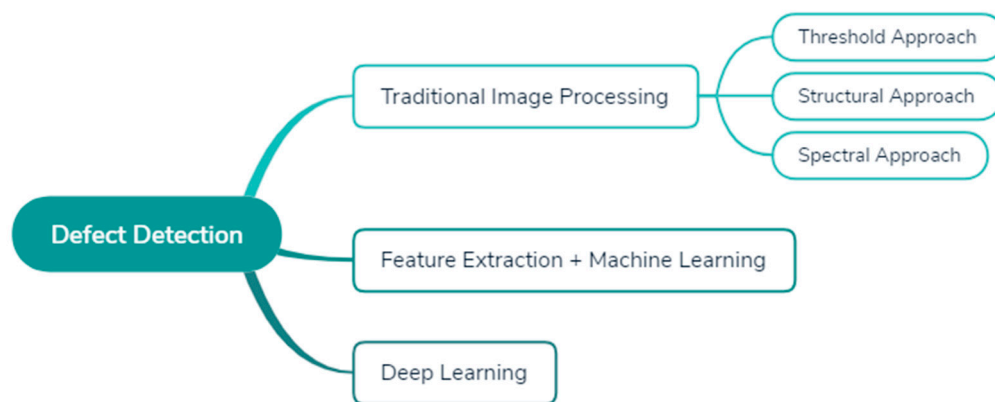 Defect Detection
Traditional Image Processing
Threshold Approach
Structural Approach
Spectral Approach
Feature Extraction + Machine Learning
Deep Learning